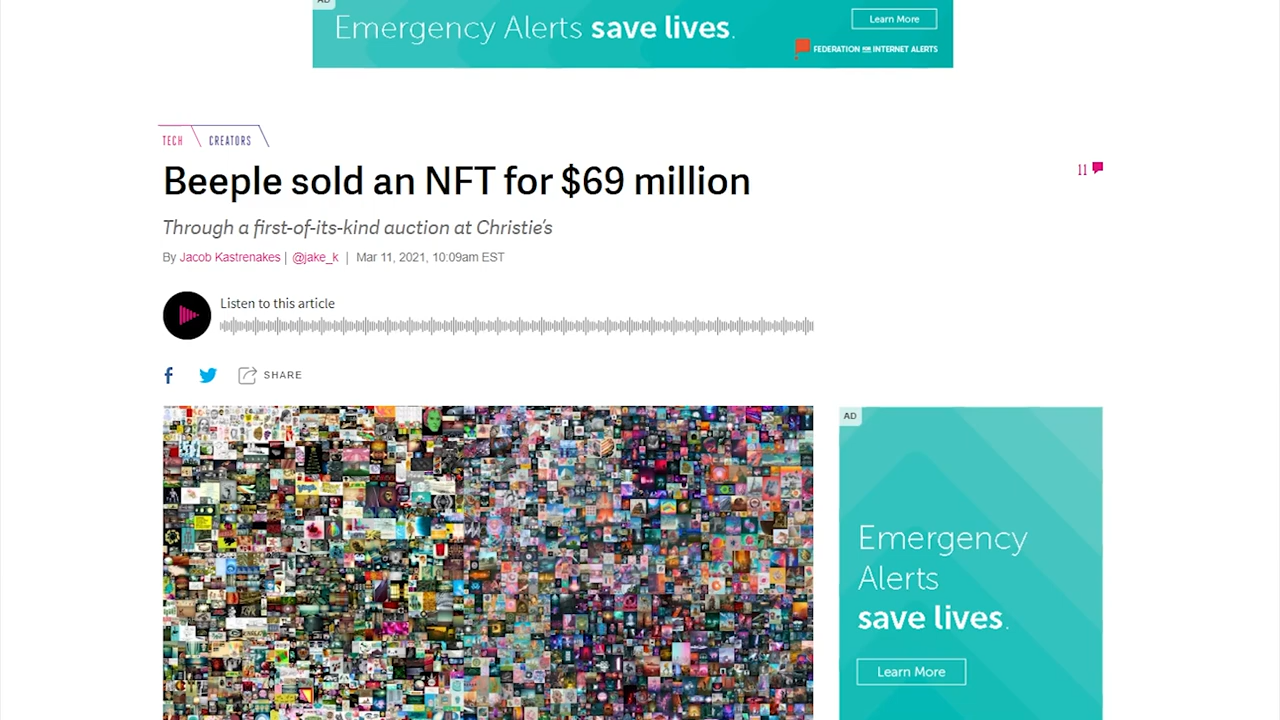 AD
Emergency Alerts save lives.
Learn More
FEDERATION FOR INTERNET ALERTS
TECH
CREATORS
Beeple sold an NFT for $69 million
11
Through a first-of-its-kind auction at Christie's
By Jacob Kastrenakes | @jake_k | Mar 11, 2021, 10:09am EST
Listen to this article
f
SHARE
AD
Emergency
Alerts
save lives.
Learn More